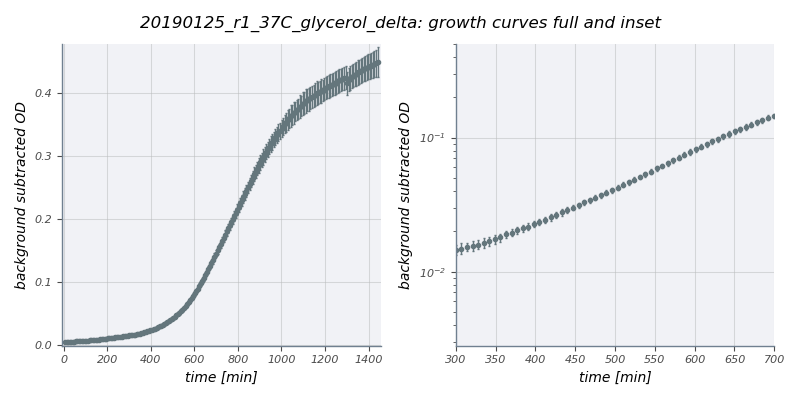 20190125_r1_37C_glycerol_delta: growth curves full and inset
background subtracted OD
0.4
0.3
0.2
0.1
0.0
0 200 400 600 800 1000 1200 1400
time [min]
background subtracted OD
10⁻¹
10⁻²
300 350 400 450 500 550 600 650 700
time [min]